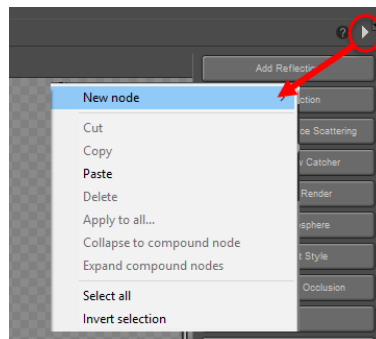 ?
Add Reflectio
New node
ction
Cut
ce Scattering
Copy
v Catcher
Paste
Delete
Render
Apply to all...
sphere
Collapse to compound node
t Style
Expand compound nodes
Occlusion
Select all
Invert selection